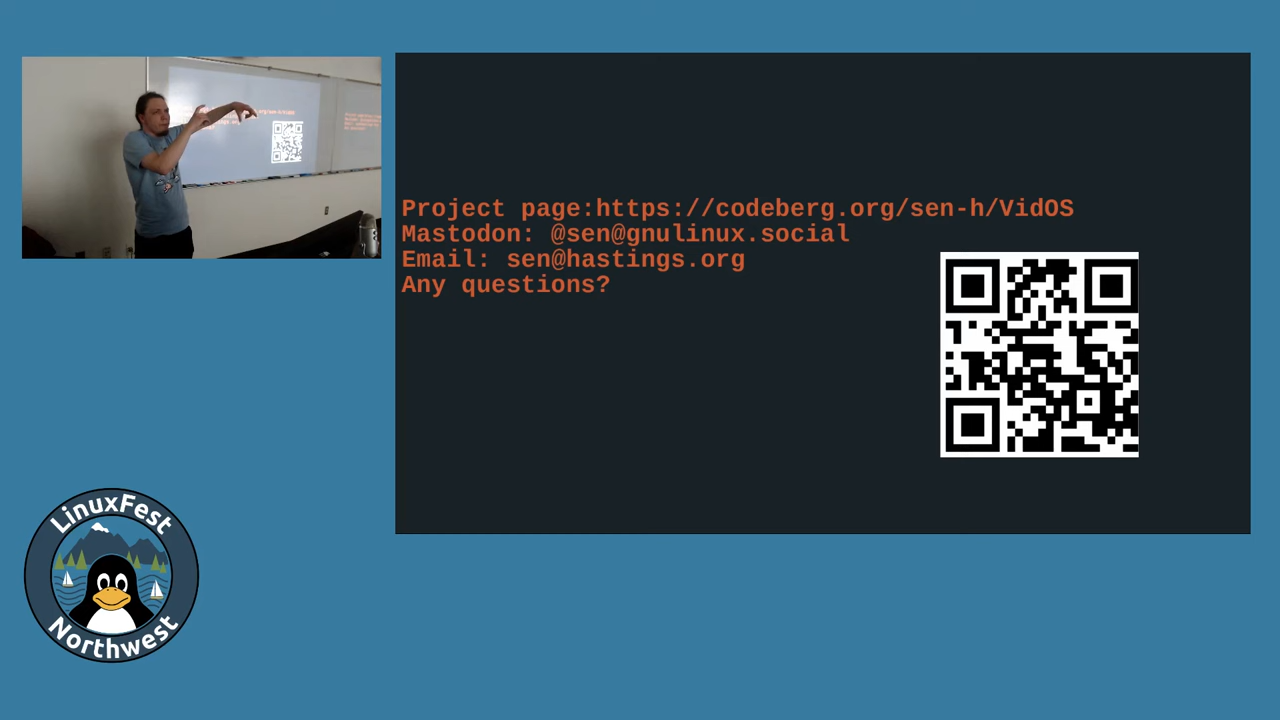 Project page:https://codeberg.org/sen-h/VidOS
Mastodon: @sen@gnulinux.social
Email: sen@hastings.org
Any questions?
LinuxFest
Northwest